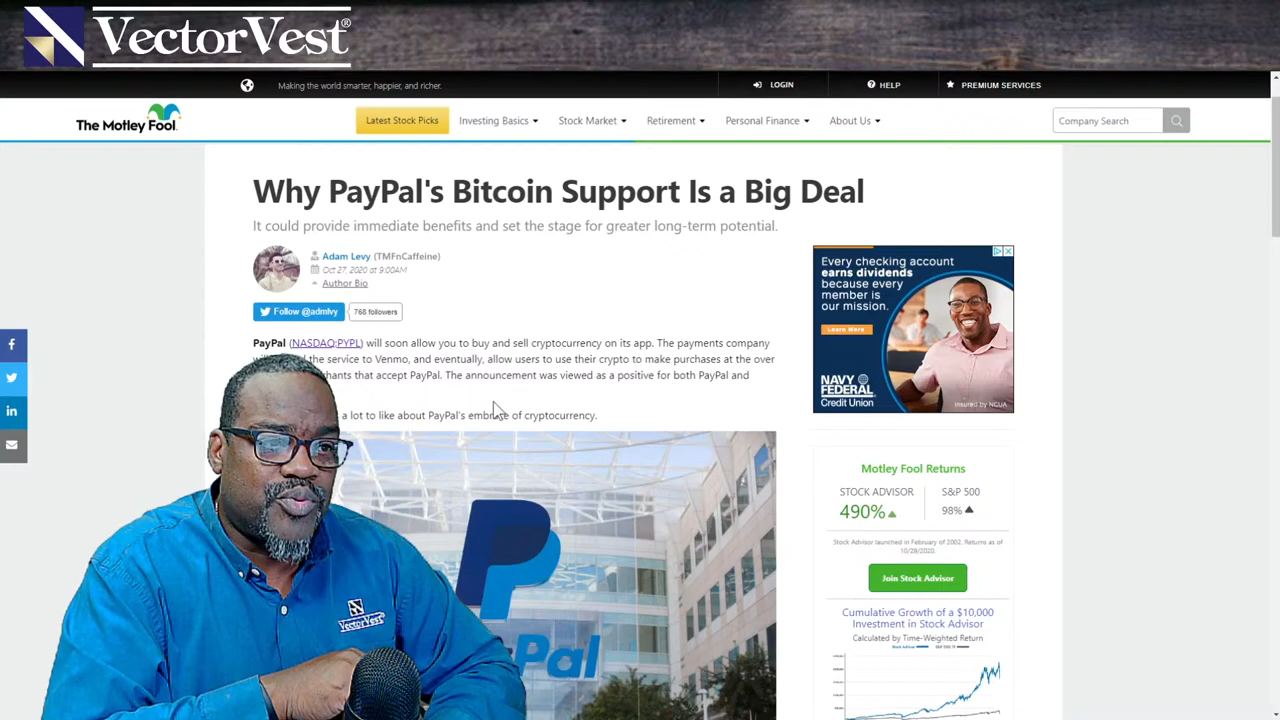 VectorVest®
Making the world smarter, happier, and richer.
LOGIN
HELP
PREMIUM SERVICES
The Motley Fool.
Latest Stock Picks
Investing Basics
Stock Market
Retirement
Personal Finance
About Us
Company Search
Why PayPal's Bitcoin Support Is a Big Deal
It could provide immediate benefits and set the stage for greater long-term potential.
Adam Levy (TMFnCaffeine)
Oct 27, 2020 at 9:00AM
Author Bio
Follow @admlvy
768 followers
PayPal (NASDAQ:PYPL) will soon allow you to buy and sell cryptocurrency on its app. The payments company
the service to Venmo, and eventually, allow users to use their crypto to make purchases at the over
that accept PayPal. The announcement was viewed as a positive for both PayPal and
a lot to like about PayPal's embrace of cryptocurrency.
Every checking account
earns dividends
because every
member is
our mission.
Learn More
NAVY
FEDERAL
Credit Union
Insured by NCUA
Motley Fool Returns
STOCK ADVISOR
S&P 500
490%
98%
Stock Advisor launched in February of 2002. Returns as of
10/28/2020.
Join Stock Advisor
Cumulative Growth of a $10,000
Investment in Stock Advisor
Calculated by Time-Weighted Return
Stock Advisor
S&P 500
Pal
VectorVest